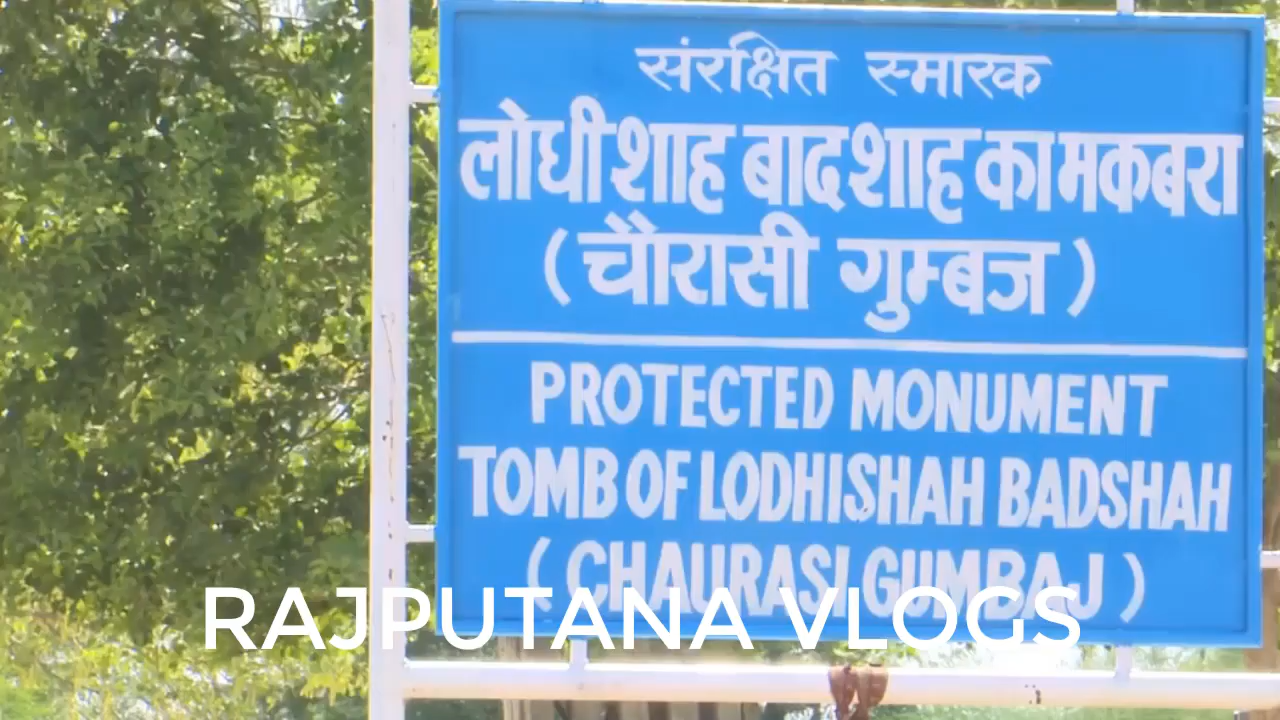 संरक्षित स्मारक
लोधीशाह बादशाह का मकबरा
(चौरासी गुम्बज)
PROTECTED MONUMENT
TOMB OF LODHISHAH BADSHAH
(CHAURASI GUMBAJ)
RAJPUTANA VLOGS